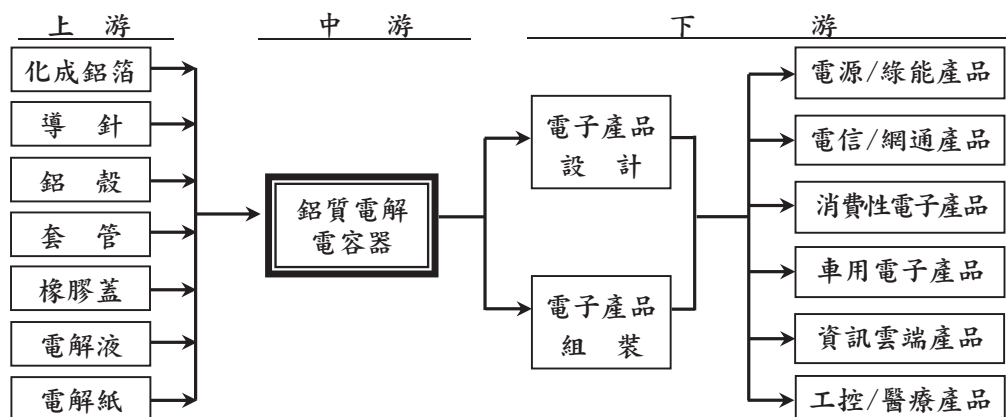 上 游
中 游
下 游
化成鋁箔
導 針
鋁 殼
套 管
橡膠蓋
電解液
電解紙
鋁質電解
電容器
電子產品
設 計
電子產品
組 裝
電源/綠能產品
電信/網通產品
消費性電子產品
車用電子產品
資訊雲端產品
工控/醫療產品